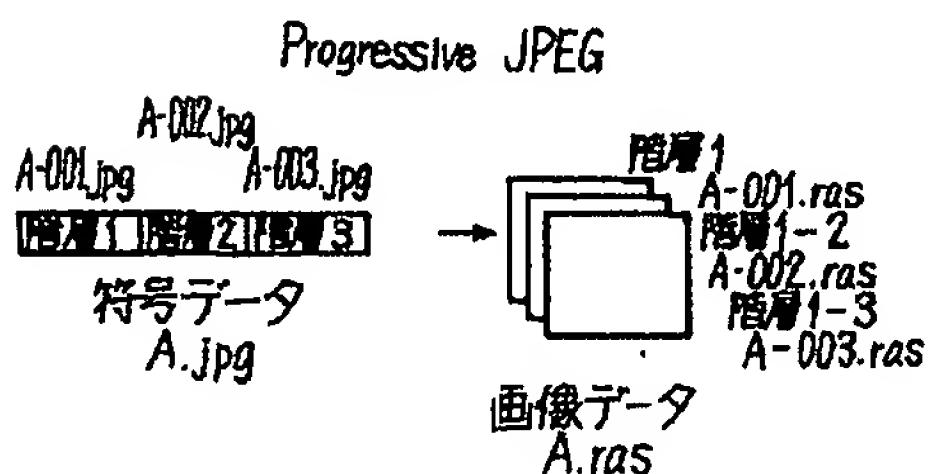 Progressive JPEG
A-001.jpg
A-002.jpg
A-003.jpg
階層1 階層2 階層3
符号データ
A.jpg
階層1
A-001.ras
階層1-2
A-002.ras
階層1-3
A-003.ras
画像データ
A.ras